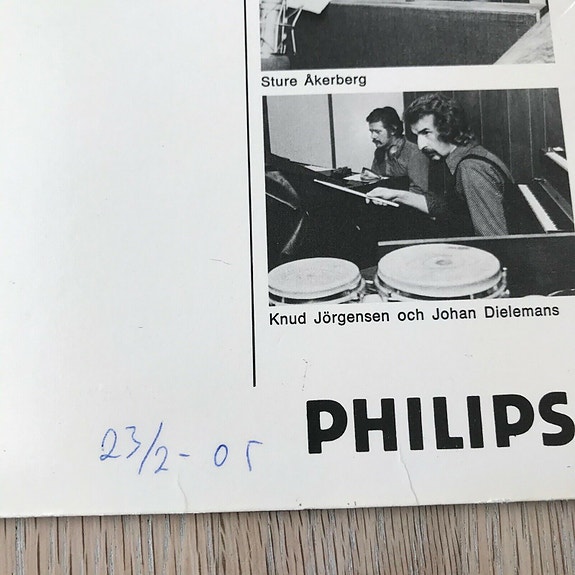 Sture Åkerberg
Knud Jörgensen och Johan Dielemans
PHILIPS
23/2-05